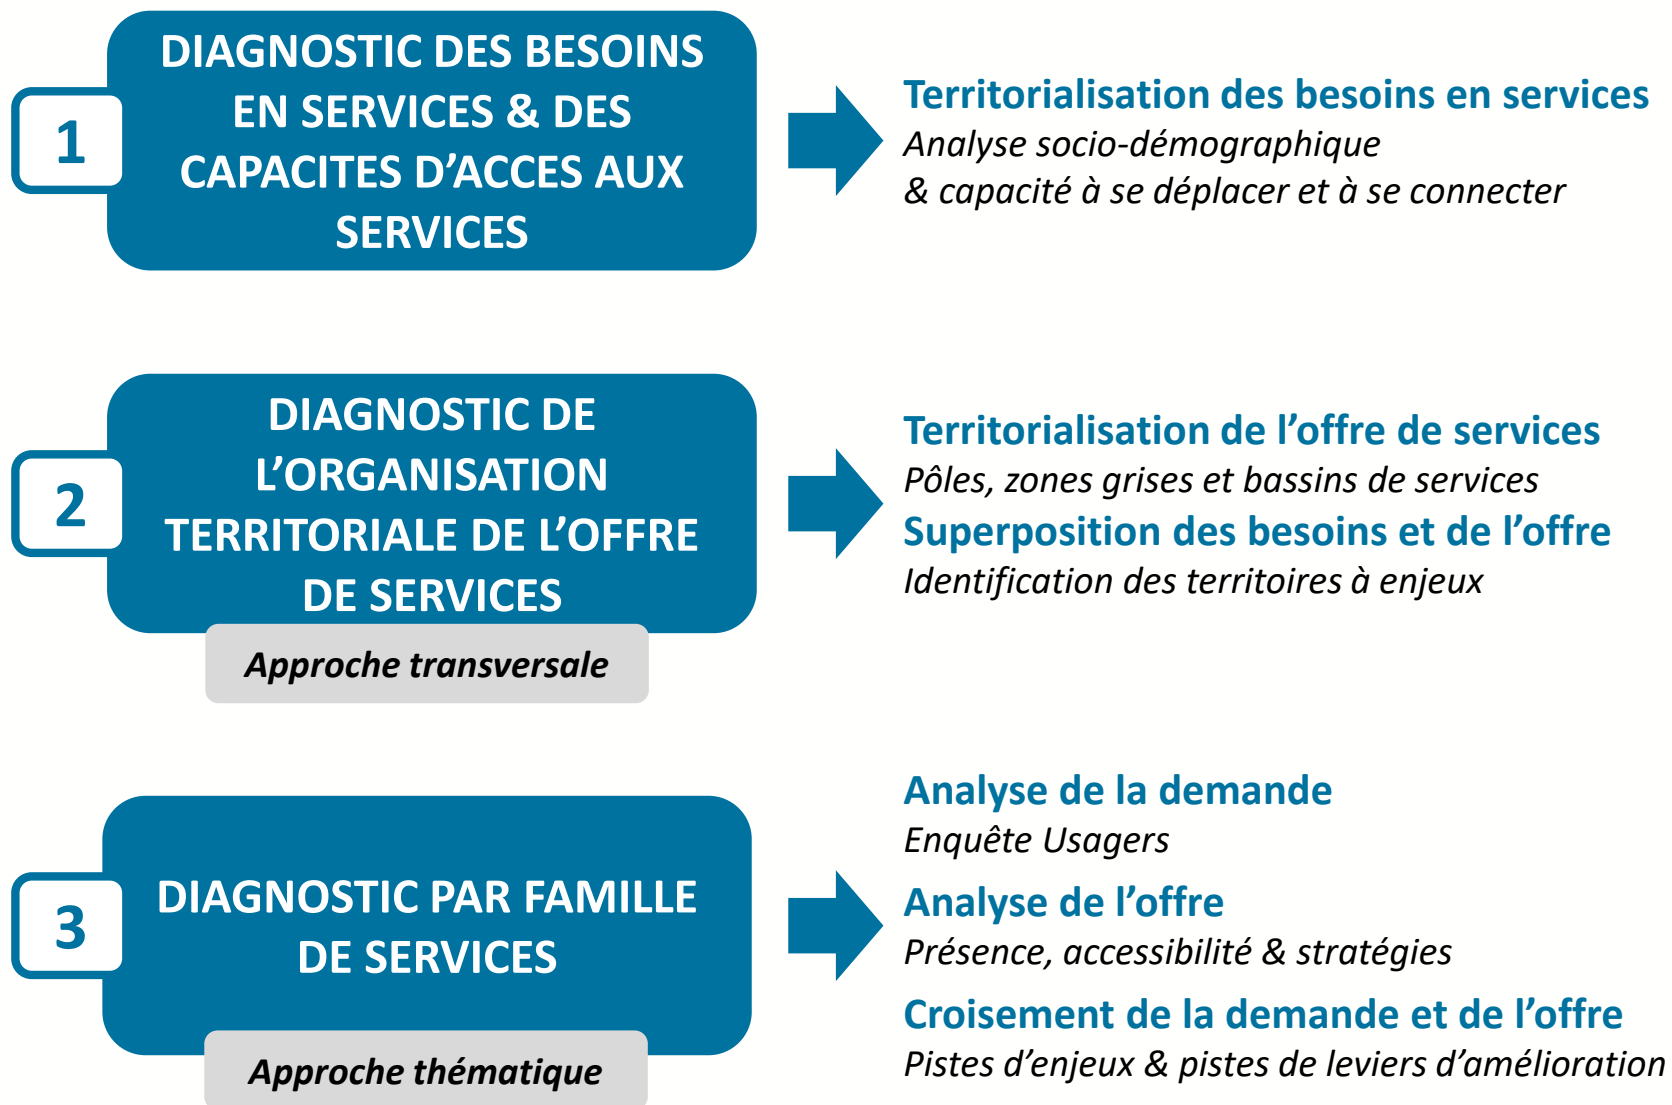 1
DIAGNOSTIC DES BESOINS
EN SERVICES & DES
CAPACITES D’ACCES AUX
SERVICES
Territorialisation des besoins en services
Analyse socio-démographique
& capacité à se déplacer et à se connecter
2
DIAGNOSTIC DE
L’ORGANISATION
TERRITORIALE DE L’OFFRE
DE SERVICES
Approche transversale
Territorialisation de l’offre de services
Pôles, zones grises et bassins de services
Superposition des besoins et de l’offre
Identification des territoires à enjeux
3
DIAGNOSTIC PAR FAMILLE
DE SERVICES
Approche thématique
Analyse de la demande
Enquête Usagers
Analyse de l’offre
Présence, accessibilité & stratégies
Croisement de la demande et de l’offre
Pistes d’enjeux & pistes de leviers d’amélioration